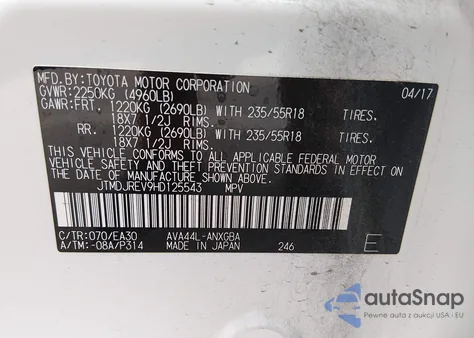 MFD.BY:TOYOTA MOTOR CORPORATION 04/17
GVWR:2250KG (4960LB)
GAWR:FRT. 1220KG (2690LB) WITH 235/55R18 TIRES.
18X7 1/2J RIMS.
RR. 1220KG (2690LB) WITH 235/55R18 TIRES.
18X7 1/2J RIMS.
THIS VEHICLE CONFORMS TO ALL APPLICABLE FEDERAL MOTOR
VEHICLE SAFETY AND THEFT PREVENTION STANDARDS IN EFFECT ON
THE DATE OF MANUFACTURE SHOWN ABOVE.
JTMDJREV9HD125543 MPV
C/TR:070/EA30 AVA44L-ANXGBA
A/TM:-08A/P314 MADE IN JAPAN 246 E
autoSnap
Pewne auta z USA i EU